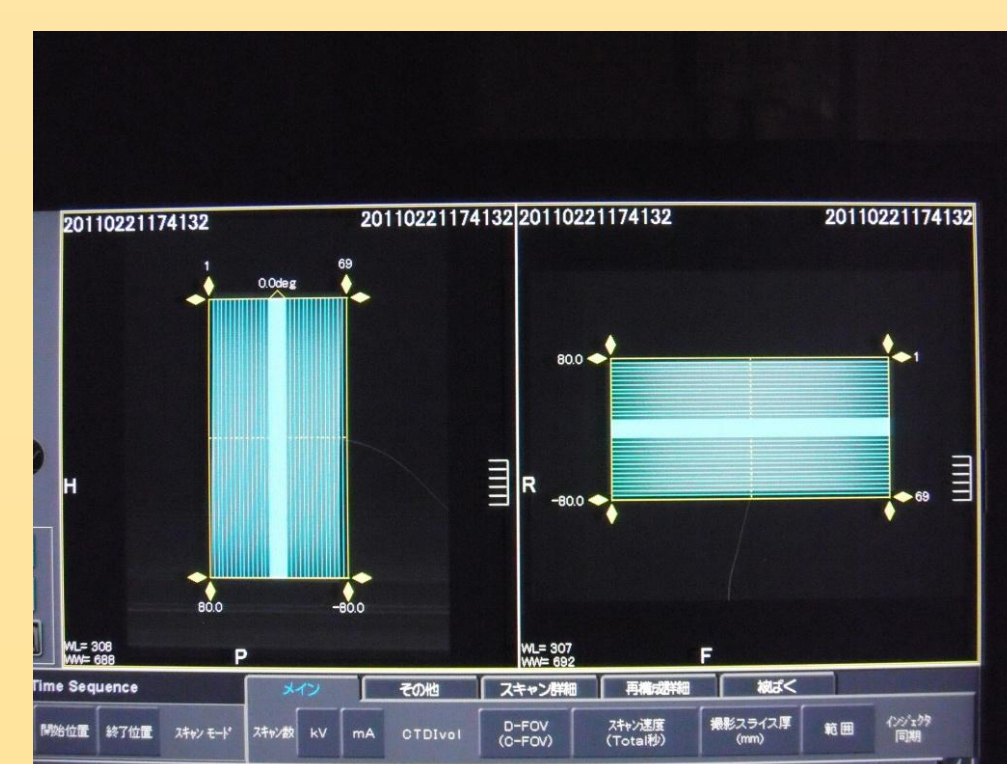 20110221174132 20110221174132 20110221174132 20110221174132
1 69
0.0deg
80.0 1
H R
-80.0 69
80.0 -80.0
WL= 308
WW= 688
P
WL= 307
WW= 692
F
Time Sequence メイン その他 スキャン詳細 再構成詳細 被ばく
開始位置 終了位置 スキャン モード スキャン数 kV mA CTDIvol D-FOV スキャン速度 撮影スライス厚 範囲 インジェクタ
(C-FOV) (Total秒) (mm) 同期